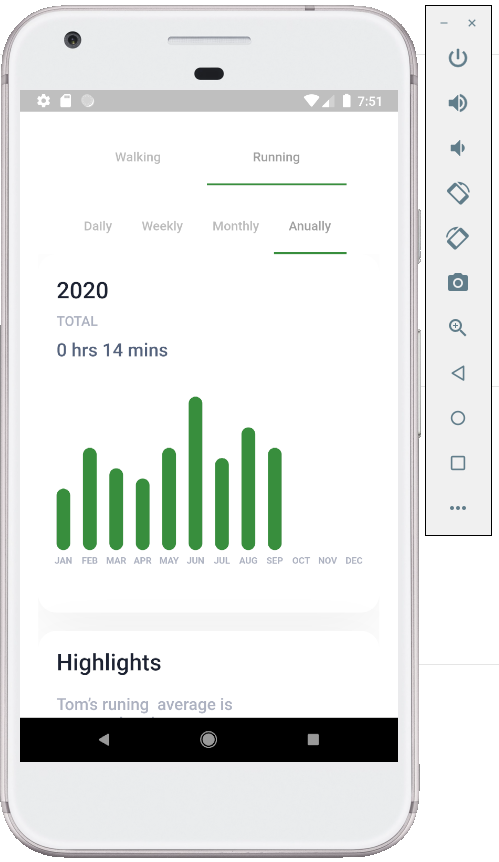 7:51
Walking Running
Daily Weekly Monthly Anually
2020
TOTAL
0 hrs 14 mins
JAN FEB MAR APR MAY JUN JUL AUG SEP OCT NOV DEC
Highlights
Tom's runing average is